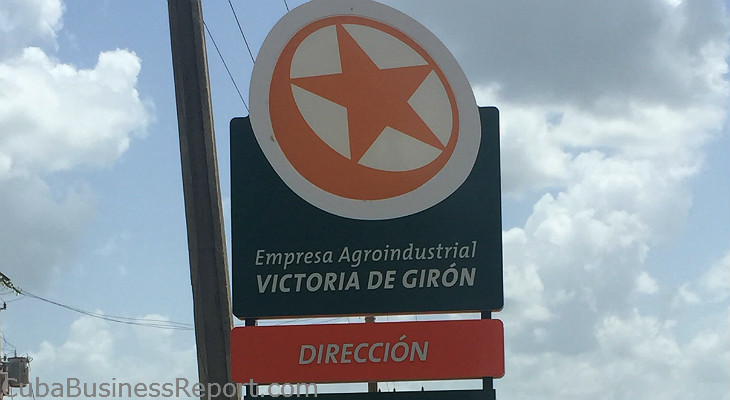 Empresa Agroindustrial
VICTORIA DE GIRÓN
DIRECCIÓN
CubaBusinessReport.com